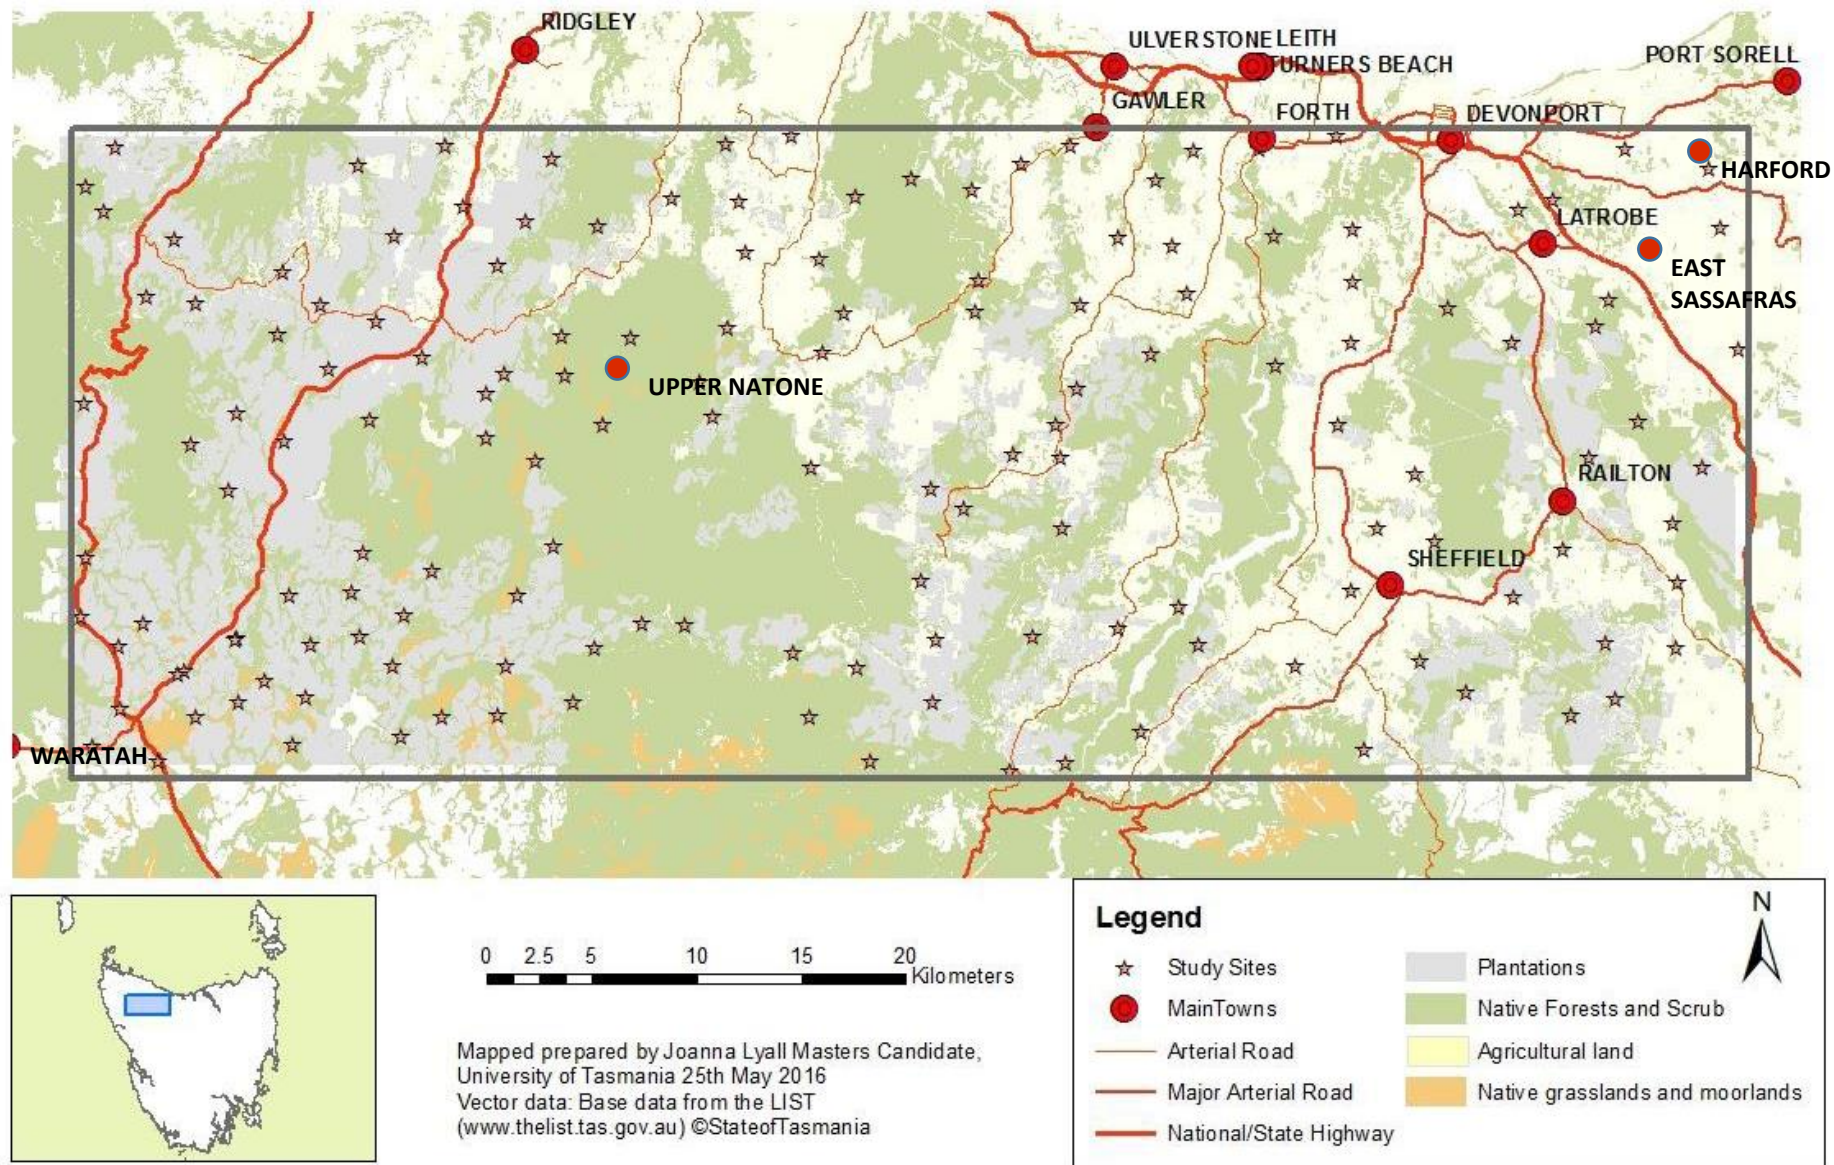 RIDGLEY
ULVERSTONE
LEITH
TURNERS BEACH
PORT SORELL
GAWLER
FORTH
DEVONPORT
HARFORD
LATROBE
EAST
SASSAFRAS
UPPER NATONE
RAILTON
SHEFFIELD
WARATAH
0 2.5 5 10 15 20
Kilometers
Mapped prepared by Joanna Lyall Masters Candidate,
University of Tasmania 25th May 2016
Vector data: Base data from the LIST
(www.thelist.tas.gov.au) ©StateofTasmania
Legend
N
Study Sites
MainTowns
Arterial Road
Major Arterial Road
National/State Highway
Plantations
Native Forests and Scrub
Agricultural land
Native grasslands and moorlands